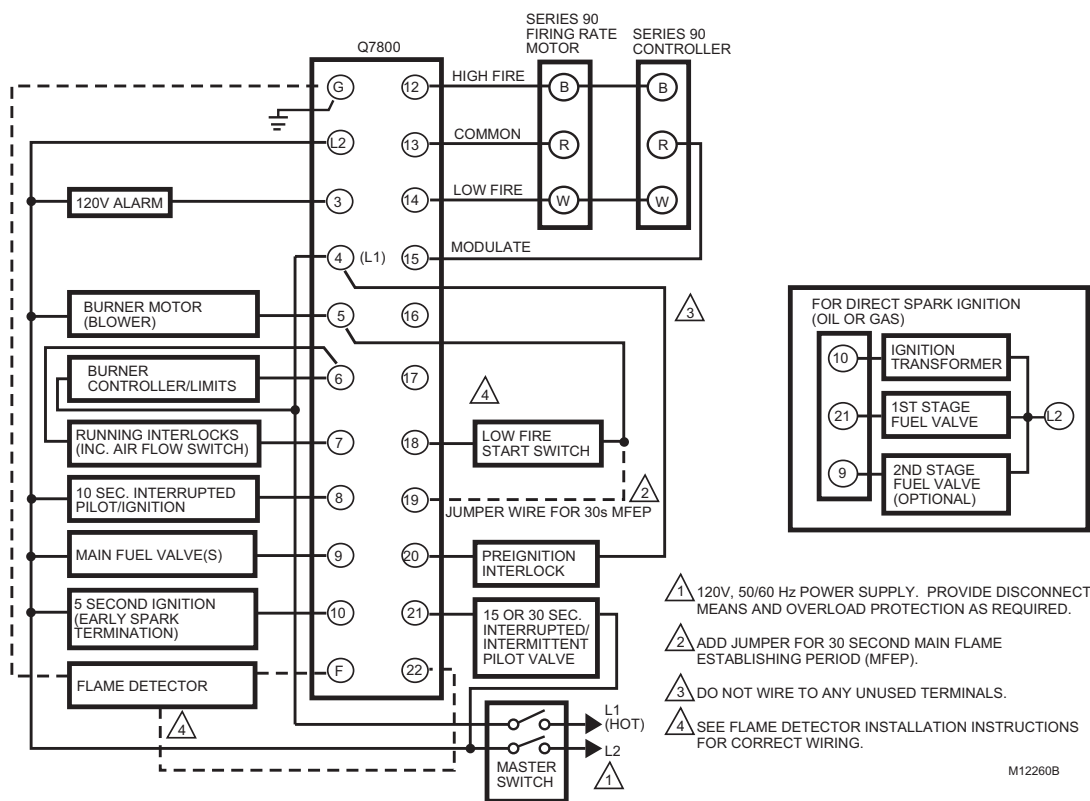 SERIES 90
FIRING RATE
MOTOR
SERIES 90
CONTROLLER
Q7800
G
12
HIGH FIRE
B
B
L2
13
COMMON
R
R
120V ALARM
3
14
LOW FIRE
W
W
4
(L1)
15
MODULATE
3
BURNER MOTOR
(BLOWER)
5
16
BURNER
CONTROLLER/LIMITS
6
17
4
RUNNING INTERLOCKS
(INC. AIR FLOW SWITCH)
7
18
LOW FIRE
START SWITCH
10 SEC. INTERRUPTED
PILOT/IGNITION
8
19
2
JUMPER WIRE FOR 30s MFEP
MAIN FUEL VALVE(S)
9
20
PREIGNITION
INTERLOCK
5 SECOND IGNITION
(EARLY SPARK
TERMINATION)
10
21
15 OR 30 SEC.
INTERRUPTED/
INTERMITTENT
PILOT VALVE
FLAME DETECTOR
F
22
4
L1
(HOT)
L2
MASTER
SWITCH
1
FOR DIRECT SPARK IGNITION
(OIL OR GAS)
10
IGNITION
TRANSFORMER
21
1ST STAGE
FUEL VALVE
L2
9
2ND STAGE
FUEL VALVE
(OPTIONAL)
1 120V, 50/60 Hz POWER SUPPLY. PROVIDE DISCONNECT
MEANS AND OVERLOAD PROTECTION AS REQUIRED.
2 ADD JUMPER FOR 30 SECOND MAIN FLAME
ESTABLISHING PERIOD (MFEP).
3 DO NOT WIRE TO ANY UNUSED TERMINALS.
4 SEE FLAME DETECTOR INSTALLATION INSTRUCTIONS
FOR CORRECT WIRING.
M12260B